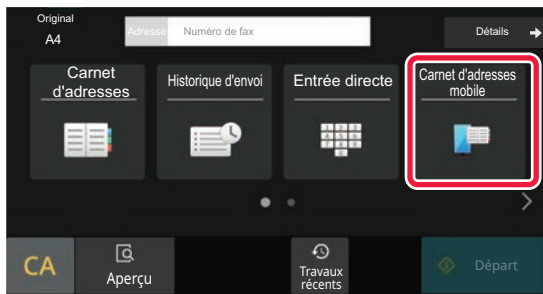 Original
A4
Adresse
Numéro de fax
Détails
Carnet
d'adresses
Historique d'envoi
Entrée directe
Carnet d'adresses
mobile
CA
Aperçu
Travaux
récents
Départ